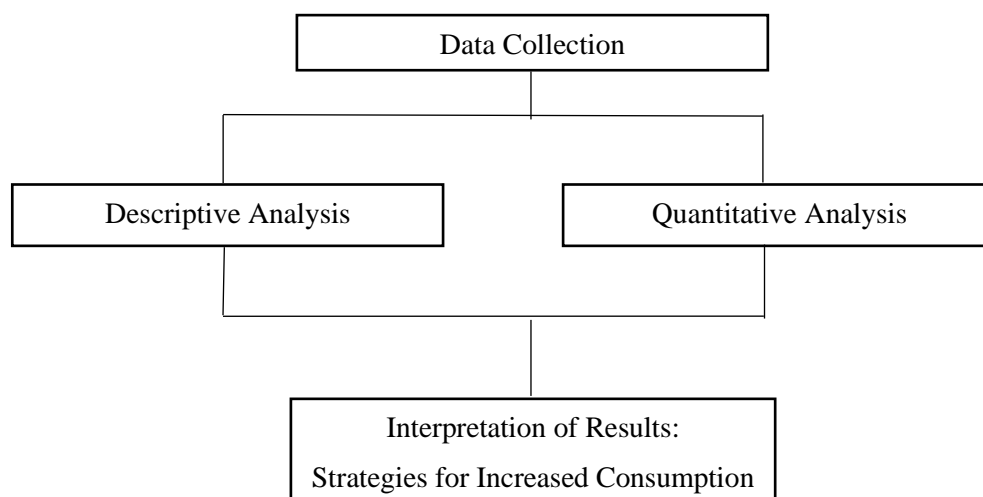 Data Collection
Descriptive Analysis
Quantitative Analysis
Interpretation of Results:
Strategies for Increased Consumption